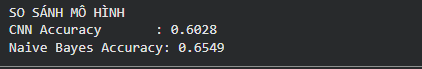 SO SÁNH MÔ HÌNH
CNN Accuracy       : 0.6028
Naive Bayes Accuracy: 0.6549